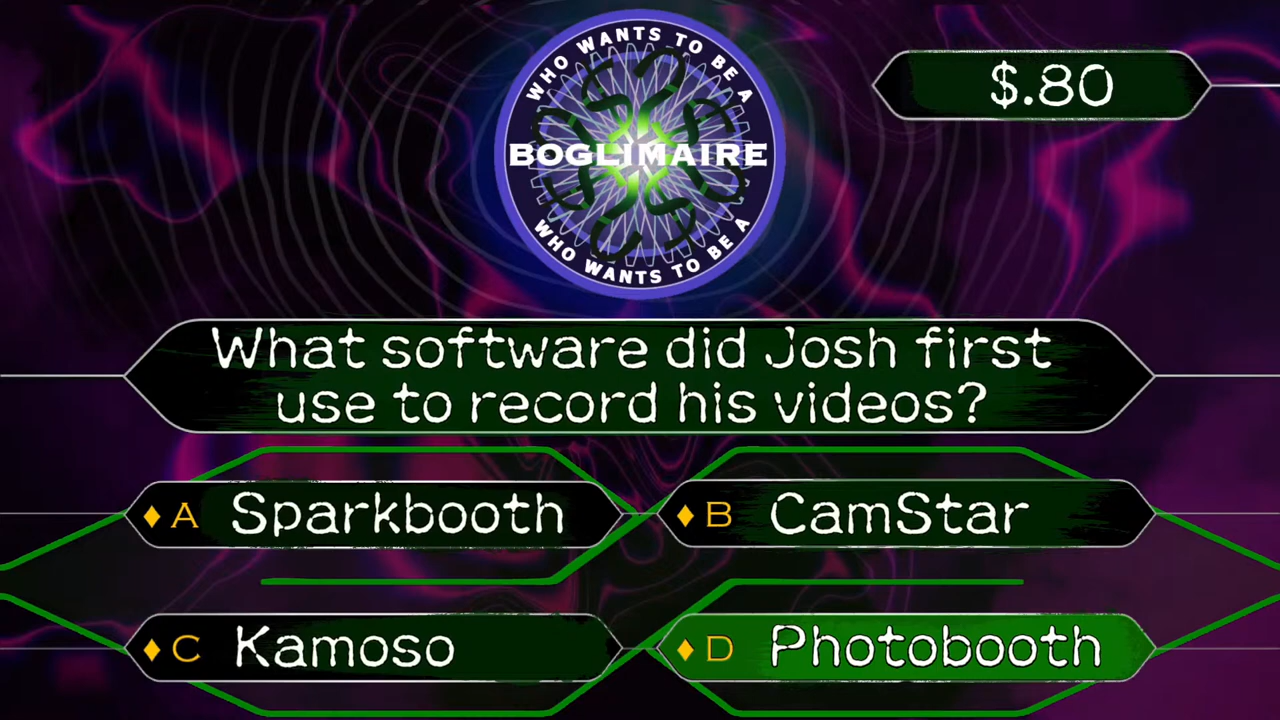 WHO WANTS TO BE A
BOGLIMAIRE
WHO WANTS TO BE A
$.80
What software did Josh first
use to record his videos?
A Sparkbooth
B CamStar
C Kamoso
D Photobooth